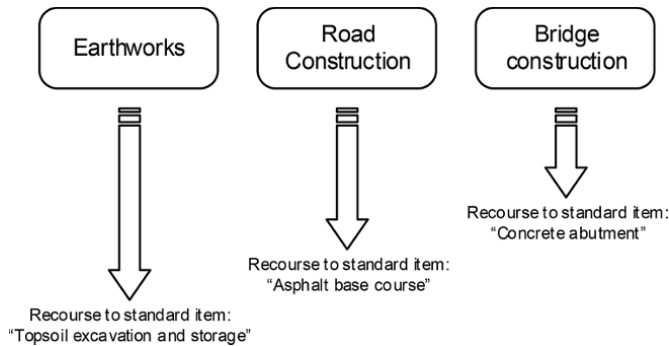 Earthworks
Road
Construction
Bridge
construction
Recourse to standard item:
“Concrete abutment”
Recourse to standard item:
“Asphalt base course”
Recourse to standard item:
“Topsoil excavation and storage”